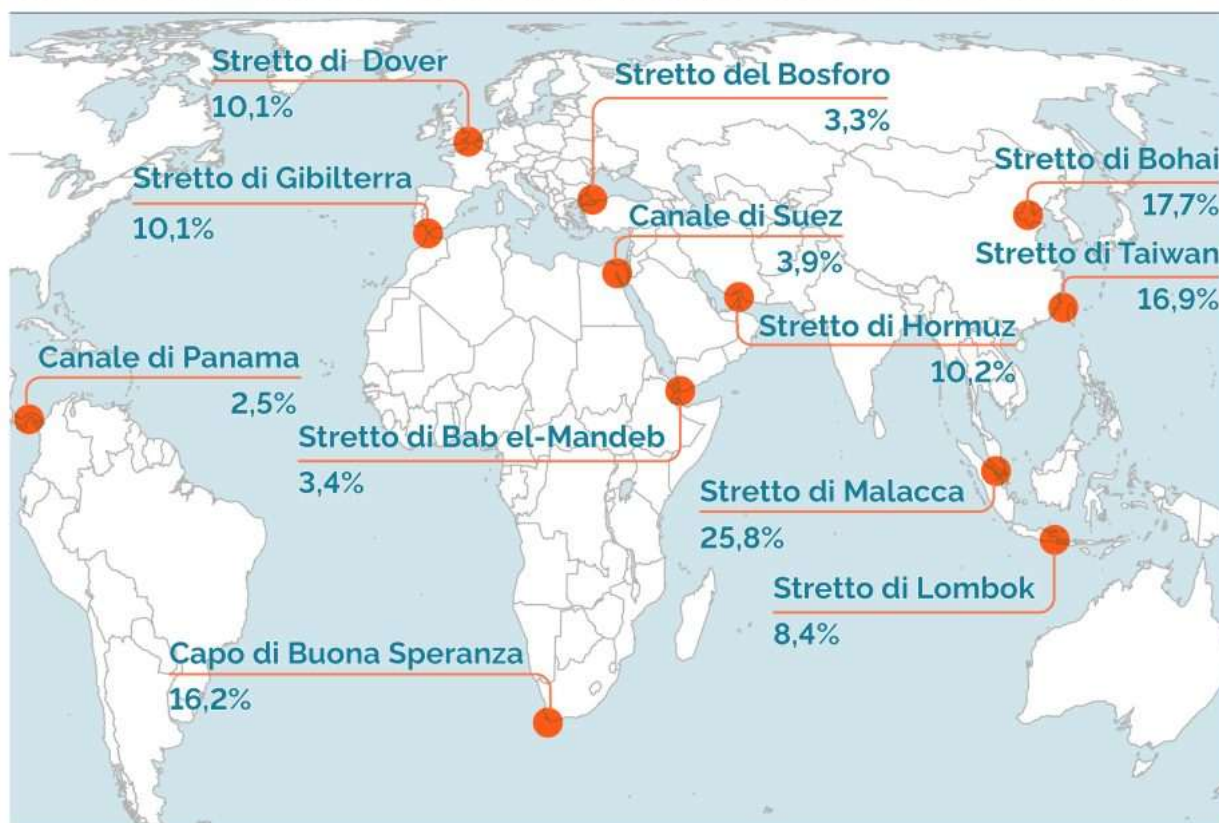 Stretto di Dover
10,1%
Stretto del Bosforo
3,3%
Stretto di Bohai
17,7%
Stretto di Gibilterra
10,1%
Canale di Suez
3,9%
Stretto di Taiwan
16,9%
Stretto di Hormuz
10,2%
Canale di Panama
2,5%
Stretto di Bab el-Mandeb
3,4%
Stretto di Malacca
25,8%
Stretto di Lombok
8,4%
Capo di Buona Speranza
16,2%